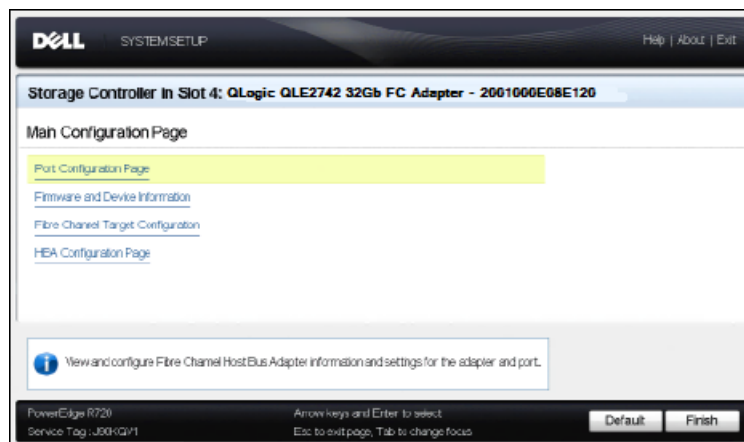 DELL SYSTEM SETUP Help | About | Exit
Storage Controller in Slot 4: QLogic QLE2742 32Gb FC Adapter - 2001000E08E120
Main Configuration Page
Port Configuration Page
Firmware and Device Information
Fibre Channel Target Configuration
HBA Configuration Page
View and configure Fibre Channel Host Bus Adapter information and settings for the adapter and port.
PowerEdge R720 Arrow keys and Enter to select
Service Tag : J90KQV1 Esc to exit page, Tab to change focus
Default Finish